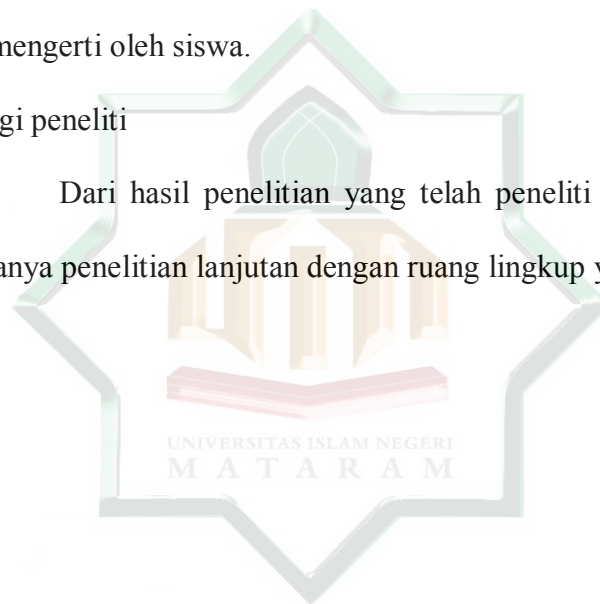 mengerti oleh siswa.
gi peneliti
Dari hasil penelitian yang telah peneliti
anya penelitian lanjutan dengan ruang lingkup y
UNIVERSITAS ISLAM NEGERI
MATARAM